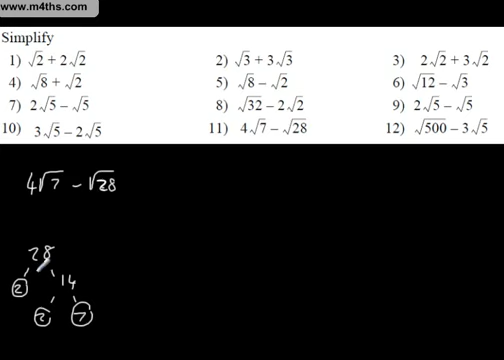 www.m4ths.com
Simplify
1) √2 + 2√2 2) √3 + 3√3 3) 2√2 + 3√2
4) √8 + √2 5) √8 − √2 6) √12 − √3
7) 2√5 − √5 8) √32 − 2√2 9) 2√5 − √5
10) 3√5 − 2√5 11) 4√7 − √28 12) √500 − 3√5
4√7 − √28
28
2 14
2 7